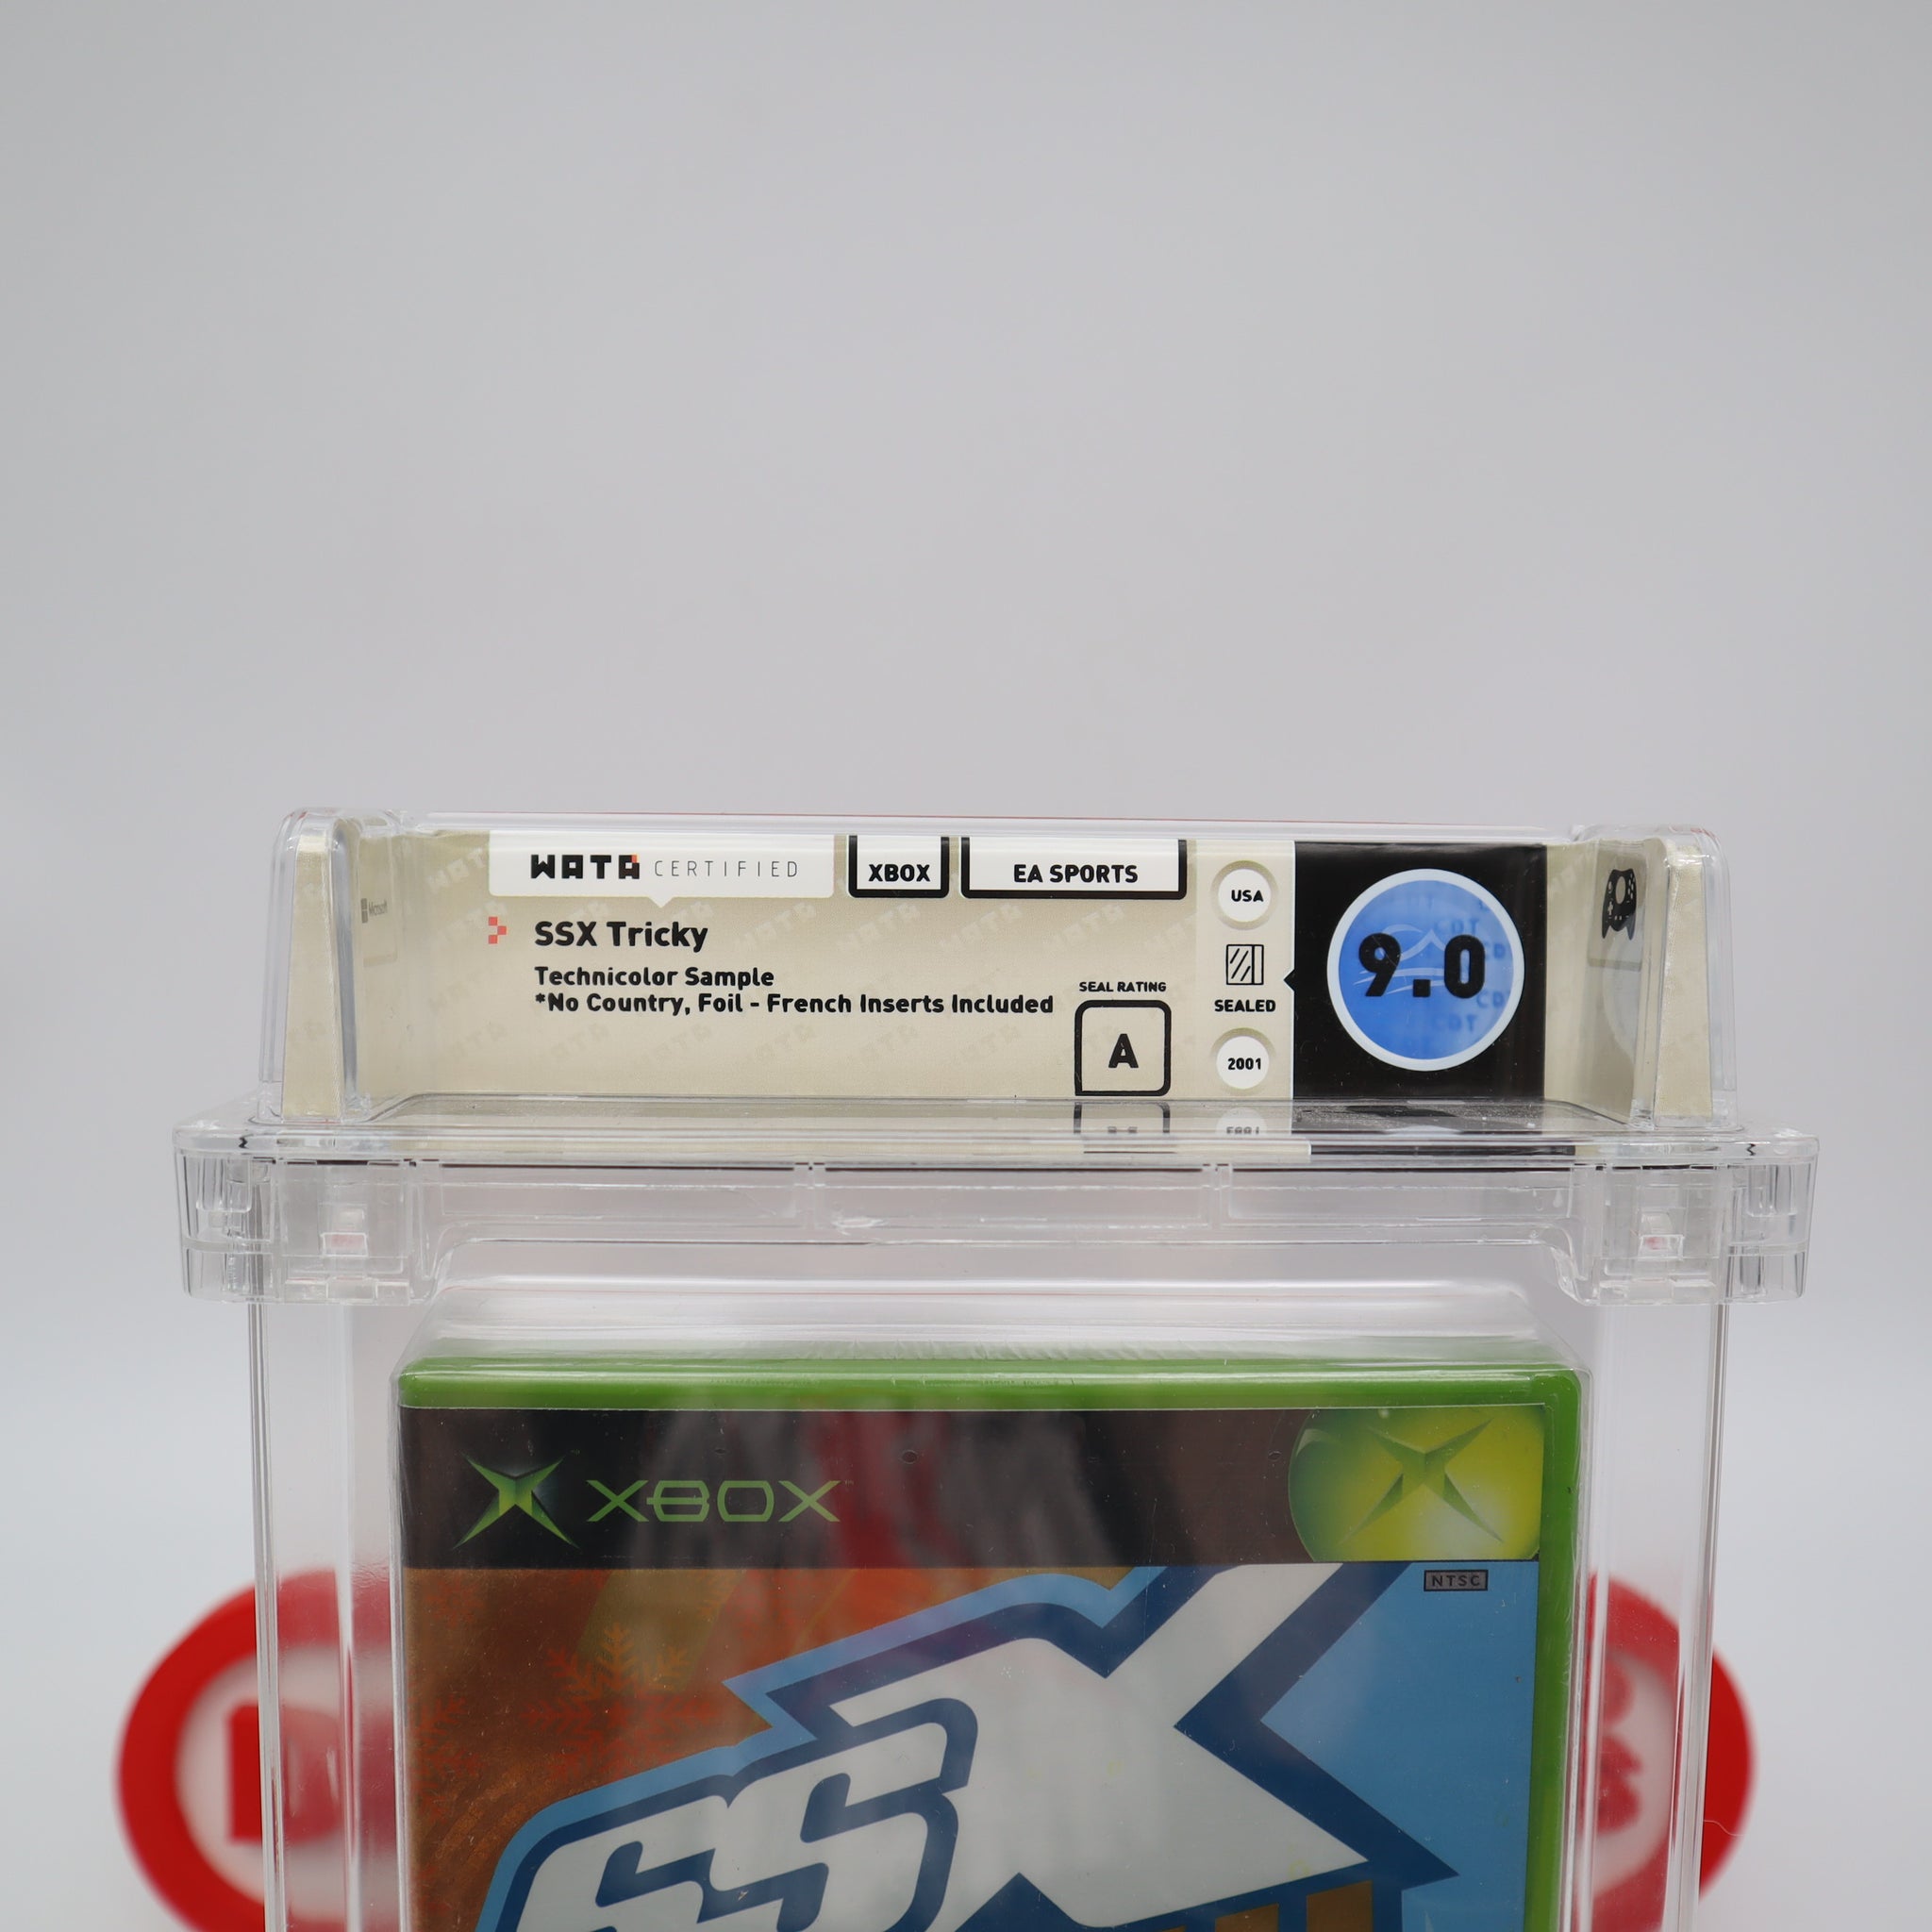 WATA CERTIFIED
XBOX
EA SPORTS
SSX Tricky
Technicolor Sample
*No Country, Foil - French Inserts Included
SEAL RATING
A
USA
SEALED
2001
9.0
Microsoft
XBOX
NTSC
SSX